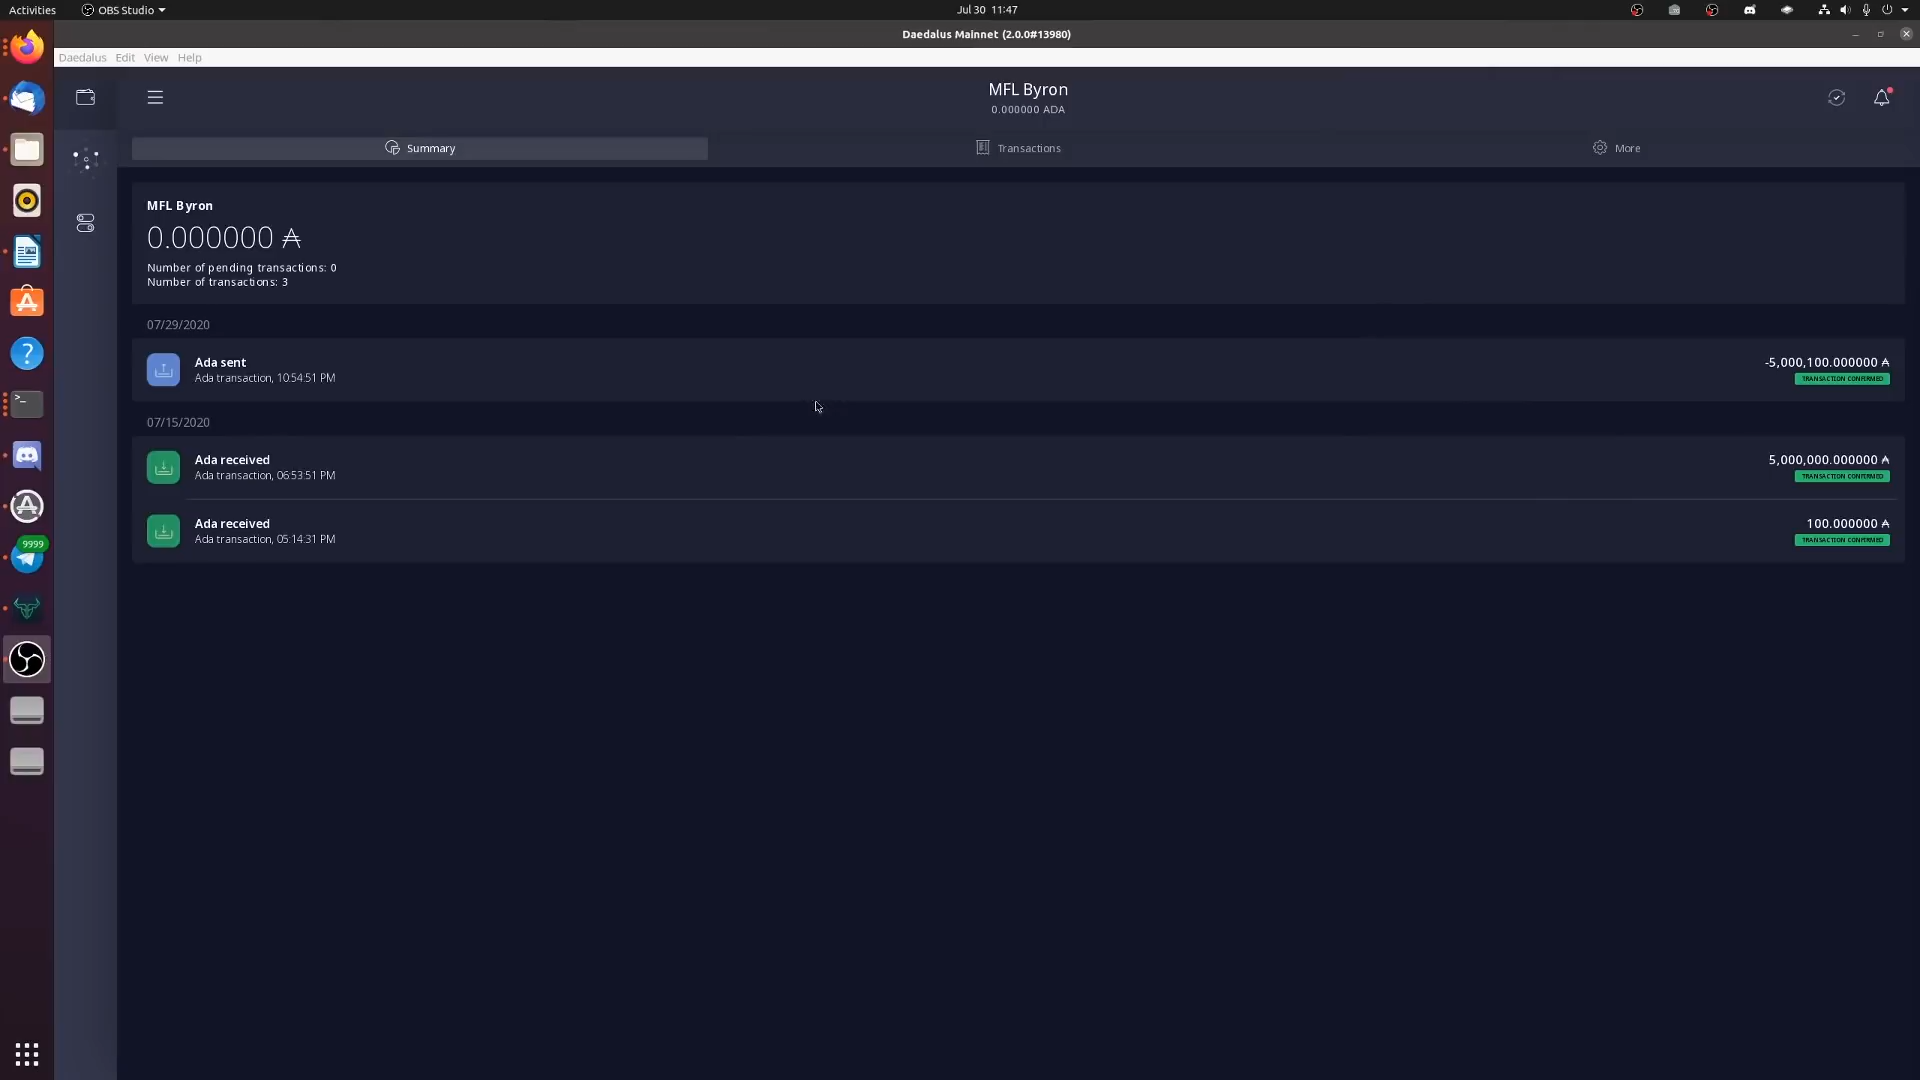 Activities OBS Studio Jul 30 11:47
Daedalus Mainnet (2.0.0#13980)
Daedalus Edit View Help
MFL Byron
0.000000 ADA
Summary Transactions More
MFL Byron
0.000000 ₳
Number of pending transactions: 0
Number of transactions: 3
07/29/2020
Ada sent -5,000,100.000000 ₳
Ada transaction, 10:54:51 PM TRANSACTION CONFIRMED
07/15/2020
Ada received 5,000,000.000000 ₳
Ada transaction, 06:53:51 PM TRANSACTION CONFIRMED
Ada received 100.000000 ₳
Ada transaction, 05:14:31 PM TRANSACTION CONFIRMED
9999